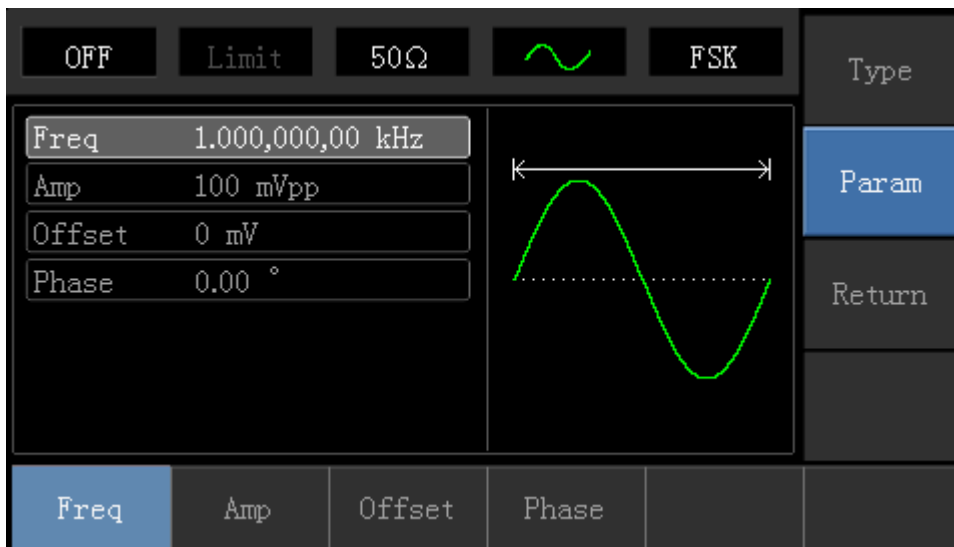 OFF Limit 50Ω FSK
Type
Freq 1.000,000,00 kHz
Amp 100 mVpp
Param
Offset 0 mV
Phase 0.00 °
Return
Freq Amp Offset Phase